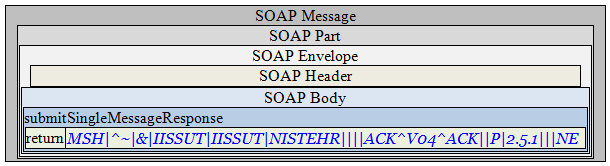 SOAP Message
SOAP Part
SOAP Envelope
SOAP Header
SOAP Body
submitSingleMessageResponse
return MSH|^~|&|IISSUT|IISSUT|NISTEHR||||ACK^V04^ACK||P|2.5.1|||NE